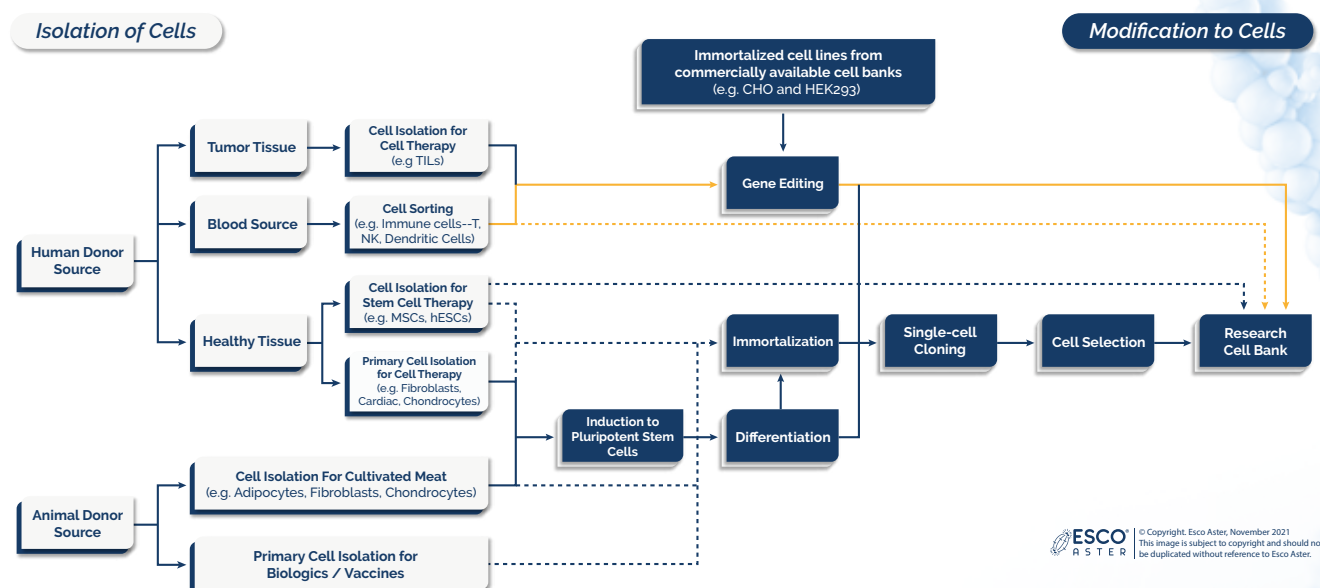 Isolation of Cells
Modification to Cells
Immortalized cell lines from
commercially available cell banks
(e.g. CHO and HEK293)
Tumor Tissue
Cell Isolation for
Cell Therapy
(e.g TILs)
Gene Editing
Blood Source
Cell Sorting
(e.g. Immune cells--T,
NK, Dendritic Cells)
Human Donor
Source
Healthy Tissue
Cell Isolation for
Stem Cell Therapy
(e.g. MSCs, hESCs)
Primary Cell Isolation
for Cell Therapy
(e.g. Fibroblasts,
Cardiac, Chondrocytes)
Immortalization
Single-cell
Cloning
Cell Selection
Research
Cell Bank
Induction to
Pluripotent Stem
Cells
Differentiation
Animal Donor
Source
Cell Isolation For Cultivated Meat
(e.g. Adipocytes, Fibroblasts, Chondrocytes)
Primary Cell Isolation for
Biologics / Vaccines
ESCO
ASTER
© Copyright. Esco Aster, November 2021
This image is subject to copyright and should no
be duplicated without reference to Esco Aster.